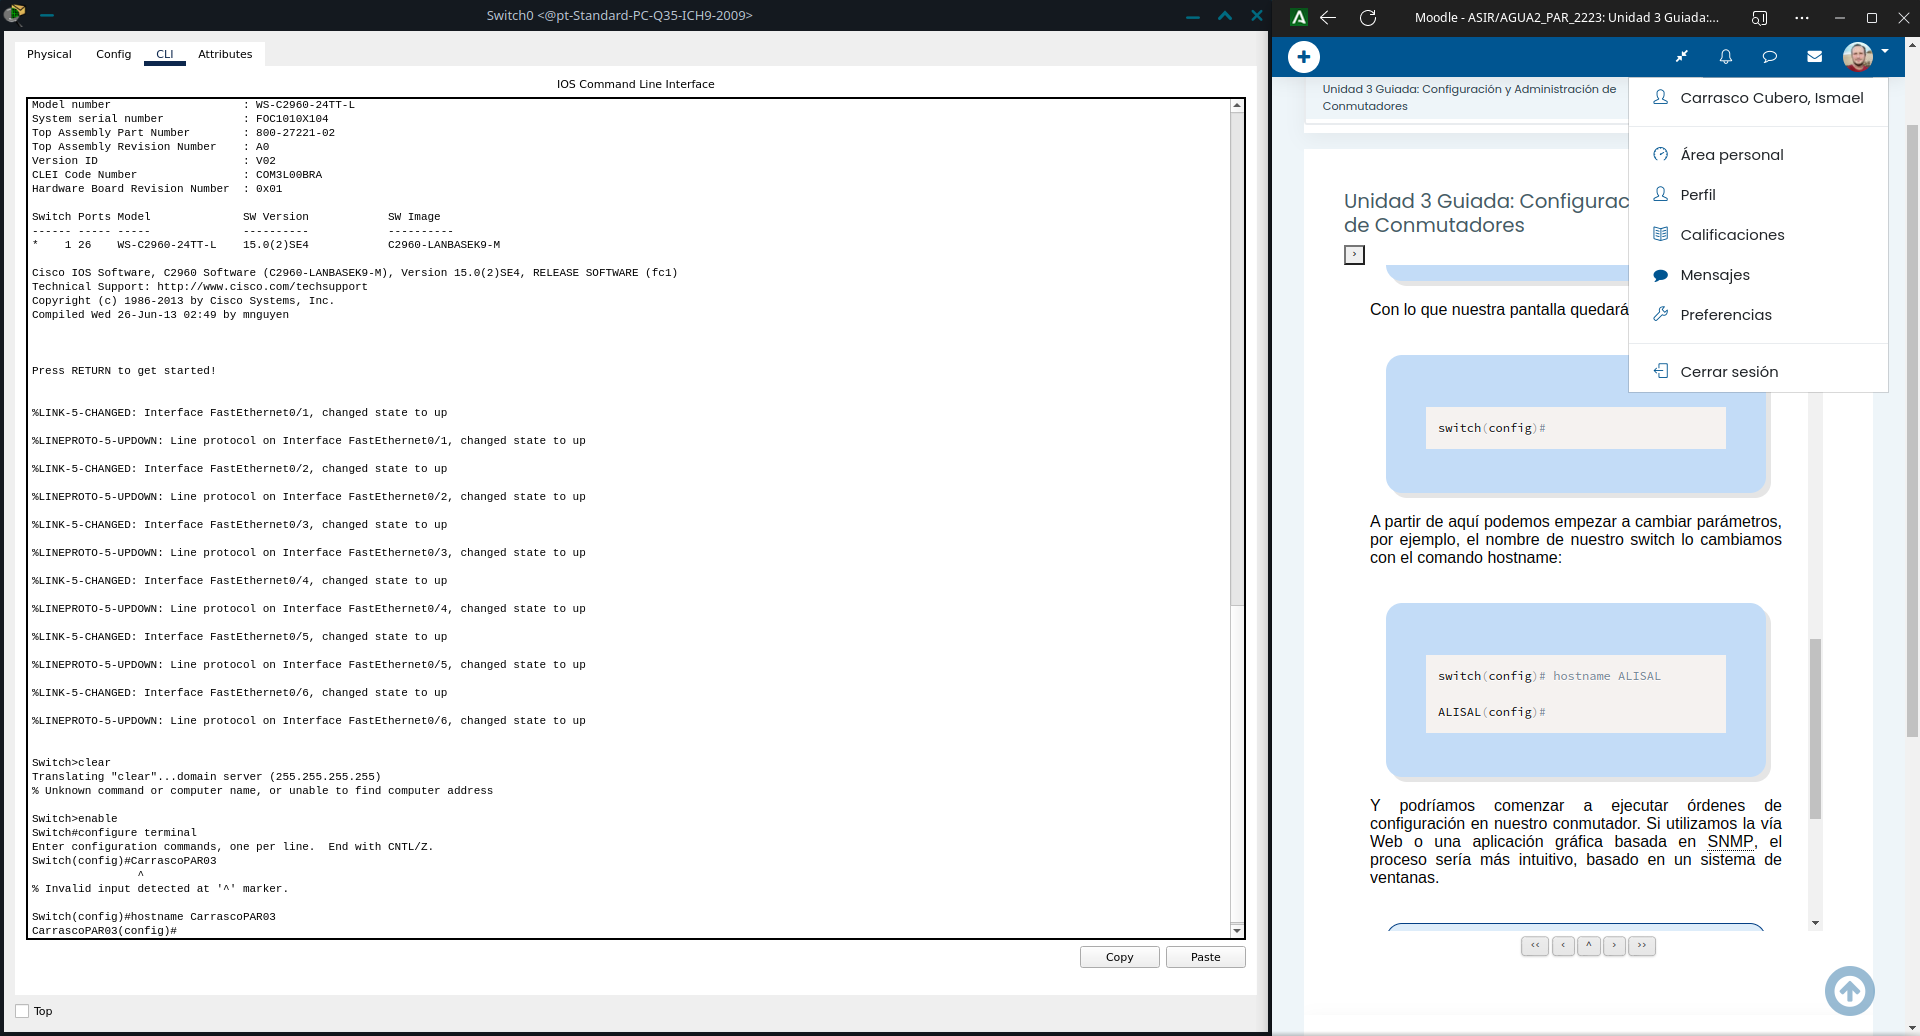 Switch0 <@pt-Standard-PC-Q35-ICH9-2009>
Physical Config CLI Attributes
IOS Command Line Interface
Model number : WS-C2960-24TT-L
System serial number : FOC1010X104
Top Assembly Part Number : 800-27221-02
Top Assembly Revision Number : A0
Version ID : V02
CLEI Code Number : COM3L00BRA
Hardware Board Revision Number : 0x01
Switch Ports Model SW Version SW Image
------ ----- ----- ---------- ----------
* 1 26 WS-C2960-24TT-L 15.0(2)SE4 C2960-LANBASEK9-M
Cisco IOS Software, C2960 Software (C2960-LANBASEK9-M), Version 15.0(2)SE4, RELEASE SOFTWARE (fc1)
Technical Support: http://www.cisco.com/techsupport
Copyright (c) 1986-2013 by Cisco Systems, Inc.
Compiled Wed 26-Jun-13 02:49 by mnguyen
Press RETURN to get started!
%LINK-5-CHANGED: Interface FastEthernet0/1, changed state to up
%LINEPROTO-5-UPDOWN: Line protocol on Interface FastEthernet0/1, changed state to up
%LINK-5-CHANGED: Interface FastEthernet0/2, changed state to up
%LINEPROTO-5-UPDOWN: Line protocol on Interface FastEthernet0/2, changed state to up
%LINK-5-CHANGED: Interface FastEthernet0/3, changed state to up
%LINEPROTO-5-UPDOWN: Line protocol on Interface FastEthernet0/3, changed state to up
%LINK-5-CHANGED: Interface FastEthernet0/4, changed state to up
%LINEPROTO-5-UPDOWN: Line protocol on Interface FastEthernet0/4, changed state to up
%LINK-5-CHANGED: Interface FastEthernet0/5, changed state to up
%LINEPROTO-5-UPDOWN: Line protocol on Interface FastEthernet0/5, changed state to up
%LINK-5-CHANGED: Interface FastEthernet0/6, changed state to up
%LINEPROTO-5-UPDOWN: Line protocol on Interface FastEthernet0/6, changed state to up
Switch>clear
Translating "clear"...domain server (255.255.255.255)
% Unknown command or computer name, or unable to find computer address
Switch>enable
Switch#configure terminal
Enter configuration commands, one per line.  End with CNTL/Z.
Switch(config)#CarrascoPAR03
^
% Invalid input detected at '^' marker.
Switch(config)#hostname CarrascoPAR03
CarrascoPAR03(config)#
Copy Paste
Top
Moodle - ASIR/AGUA2_PAR_2223: Unidad 3 Guiada:...
Unidad 3 Guiada: Configuración y Administración de
Conmutadores
Carrasco Cubero, Ismael
Área personal
Perfil
Calificaciones
Mensajes
Preferencias
Cerrar sesión
Unidad 3 Guiada: Configurac
de Conmutadores
›
Con lo que nuestra pantalla quedará
switch(config)#
A partir de aquí podemos empezar a cambiar parámetros,
por ejemplo, el nombre de nuestro switch lo cambiamos
con el comando hostname:
switch(config)# hostname ALISAL
ALISAL(config)#
Y podríamos comenzar a ejecutar órdenes de
configuración en nuestro conmutador. Si utilizamos la vía
Web o una aplicación gráfica basada en SNMP, el
proceso sería más intuitivo, basado en un sistema de
ventanas.
‹‹ ‹ ^ › ››